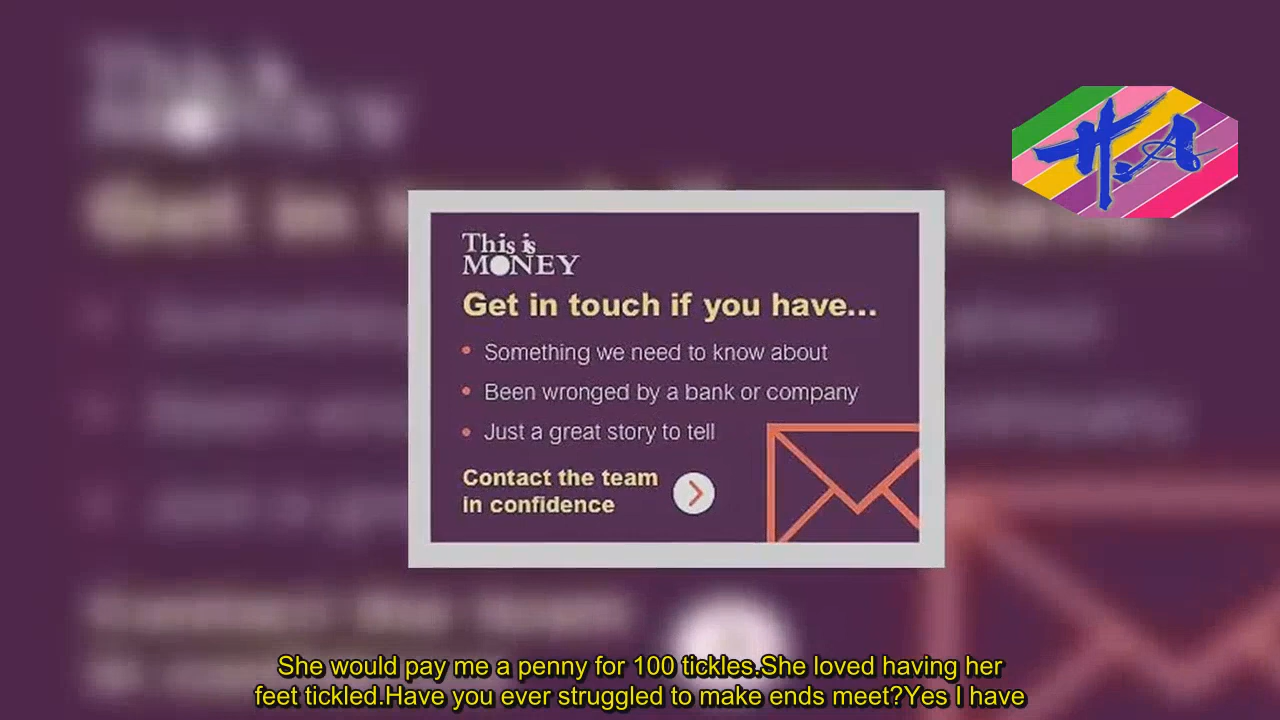 This is
MONEY
Get in touch if you have...
• Something we need to know about
• Been wronged by a bank or company
• Just a great story to tell
Contact the team
in confidence
H.A
She would pay me a penny for 100 tickles.She loved having her
feet tickled.Have you ever struggled to make ends meet?Yes I have